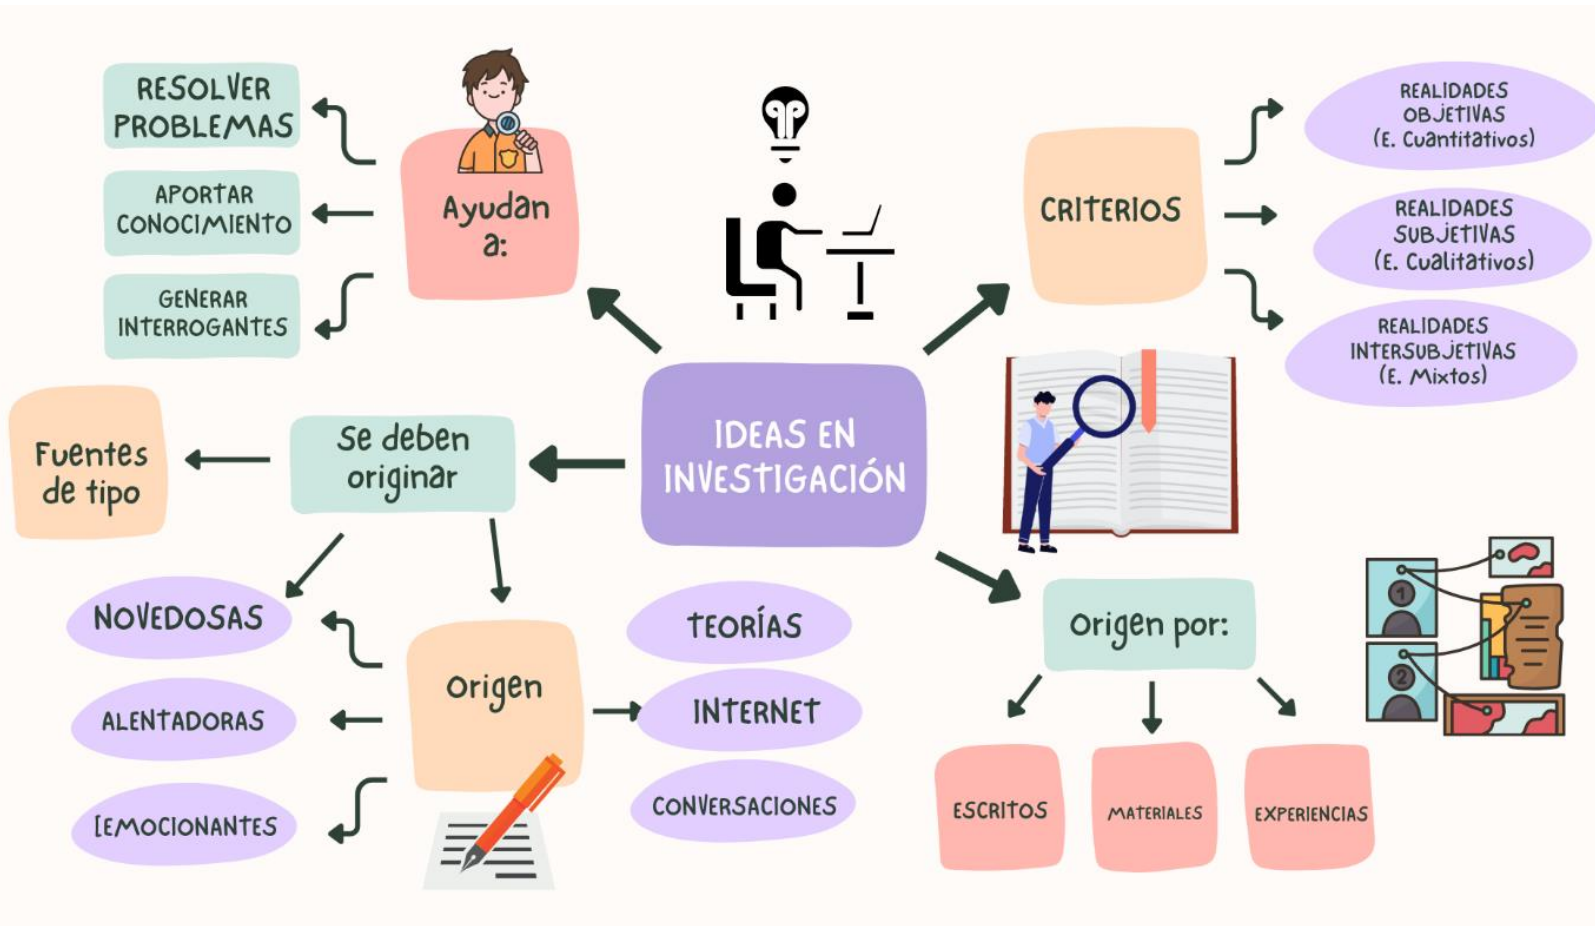 RESOLVER
PROBLEMAS
APORTAR
CONOCIMIENTO
GENERAR
INTERROGANTES
Ayudan
a:
CRITERIOS
REALIDADES
OBJETIVAS
(E. Cuantitativos)
REALIDADES
SUBJETIVAS
(E. Cualitativos)
REALIDADES
INTERSUBJETIVAS
(E. Mixtos)
IDEAS EN
INVESTIGACIÓN
Se deben
originar
Fuentes
de tipo
NOVEDOSAS
ALENTADORAS
[EMOCIONANTES
Origen
TEORÍAS
INTERNET
CONVERSACIONES
Origen por:
ESCRITOS
MATERIALES
EXPERIENCIAS
1
2